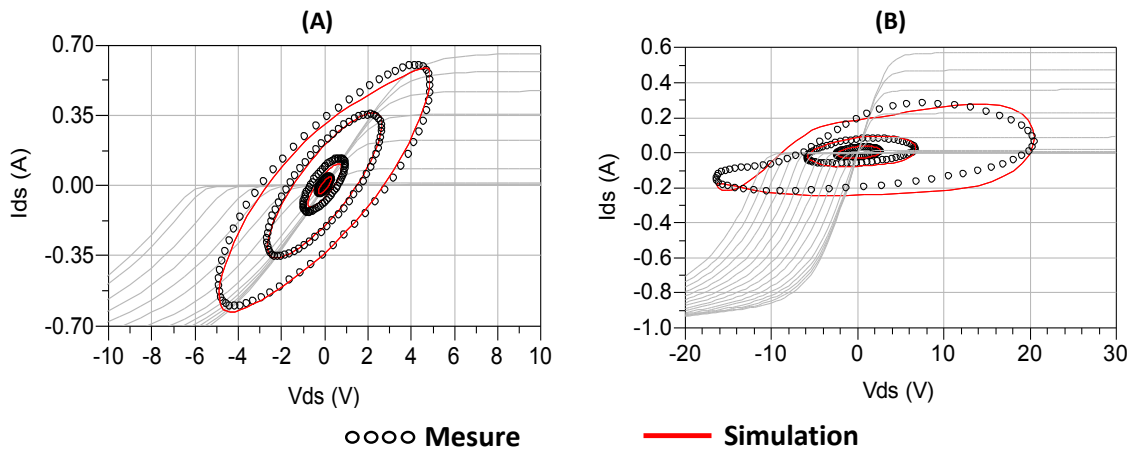 (A)
(B)
0.70
0.35
0.00
-0.35
-0.70
Ids (A)
-10 -8 -6 -4 -2 0 2 4 6 8 10
Vds (V)
0.6
0.4
0.2
0.0
-0.2
-0.4
-0.6
-0.8
-1.0
Ids (A)
-20 -10 0 10 20 30
Vds (V)
Mesure
Simulation